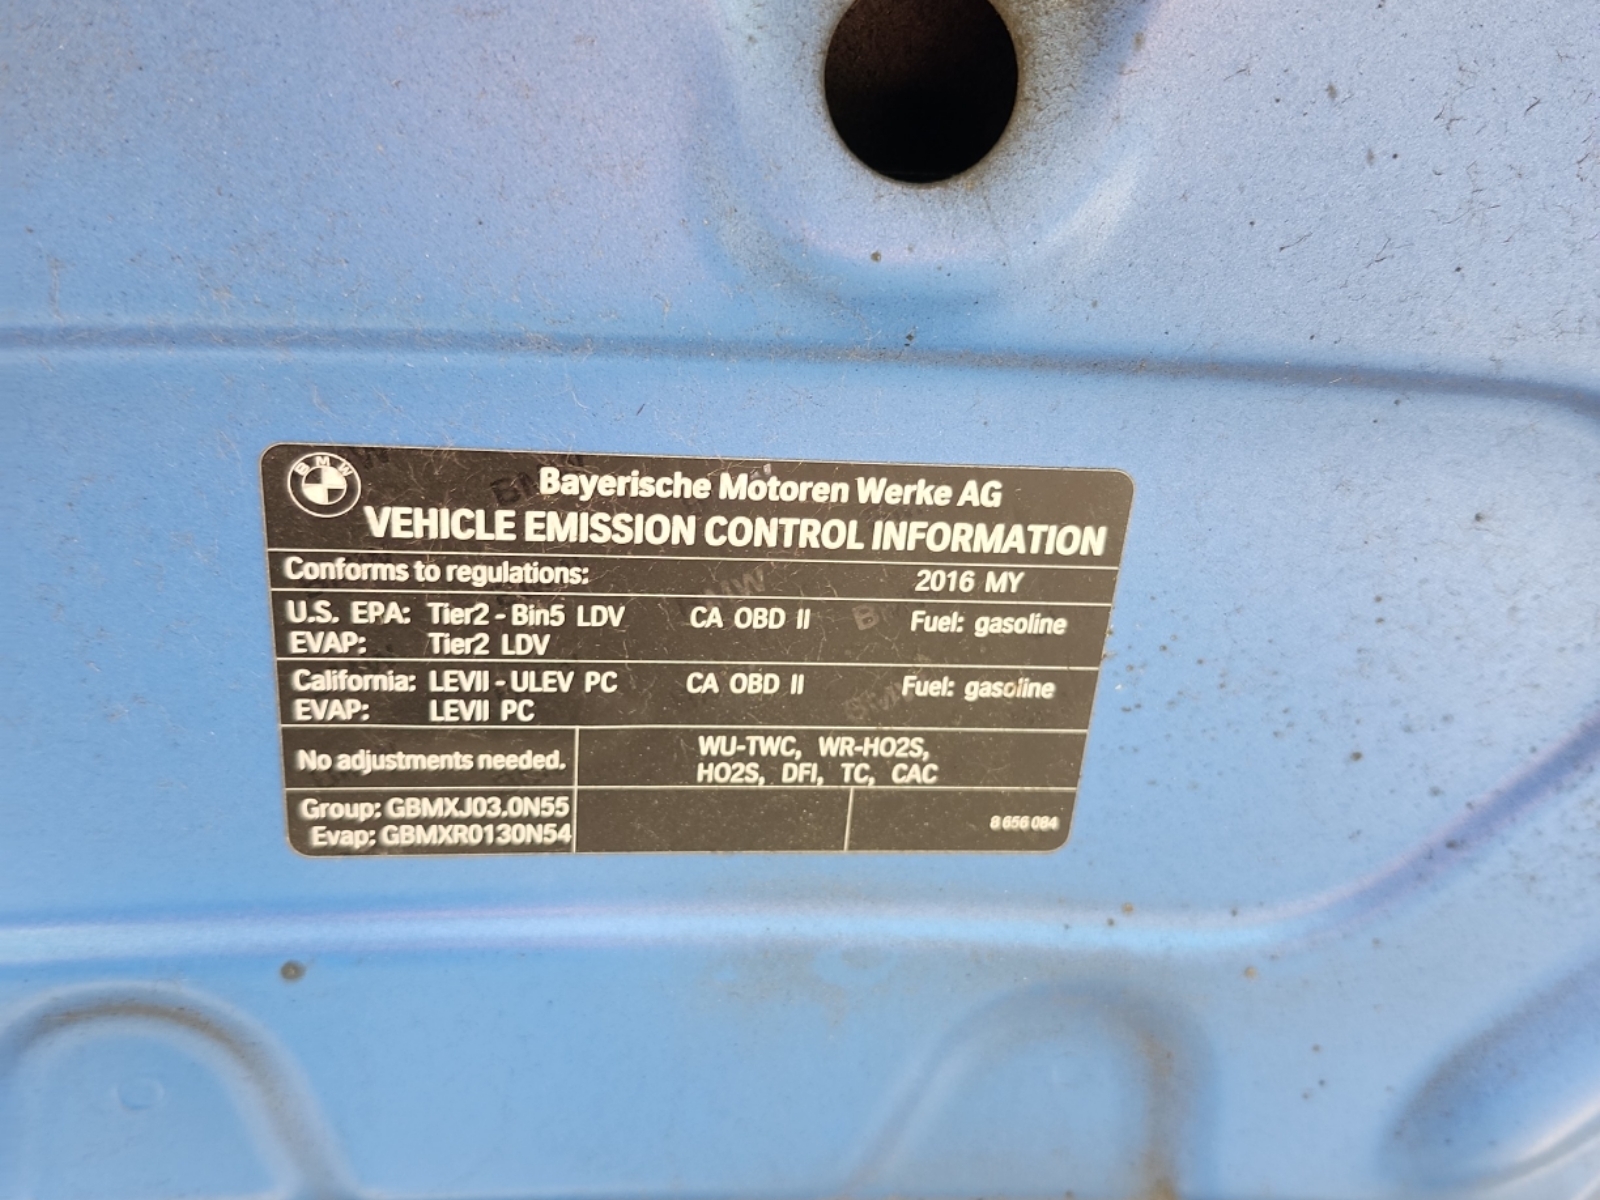 BMW
Bayerische Motoren Werke AG
VEHICLE EMISSION CONTROL INFORMATION
Conforms to regulations: 2016 MY
U.S. EPA: Tier2 - Bin5 LDV CA OBD II Fuel: gasoline
EVAP: Tier2 LDV
California: LEVII - ULEV PC CA OBD II Fuel: gasoline
EVAP: LEVII PC
No adjustments needed.
WU-TWC, WR-HO2S,
HO2S, DFI, TC, CAC
Group: GBMXJ03.0N55
Evap: GBMXR0130N54
8 656 084